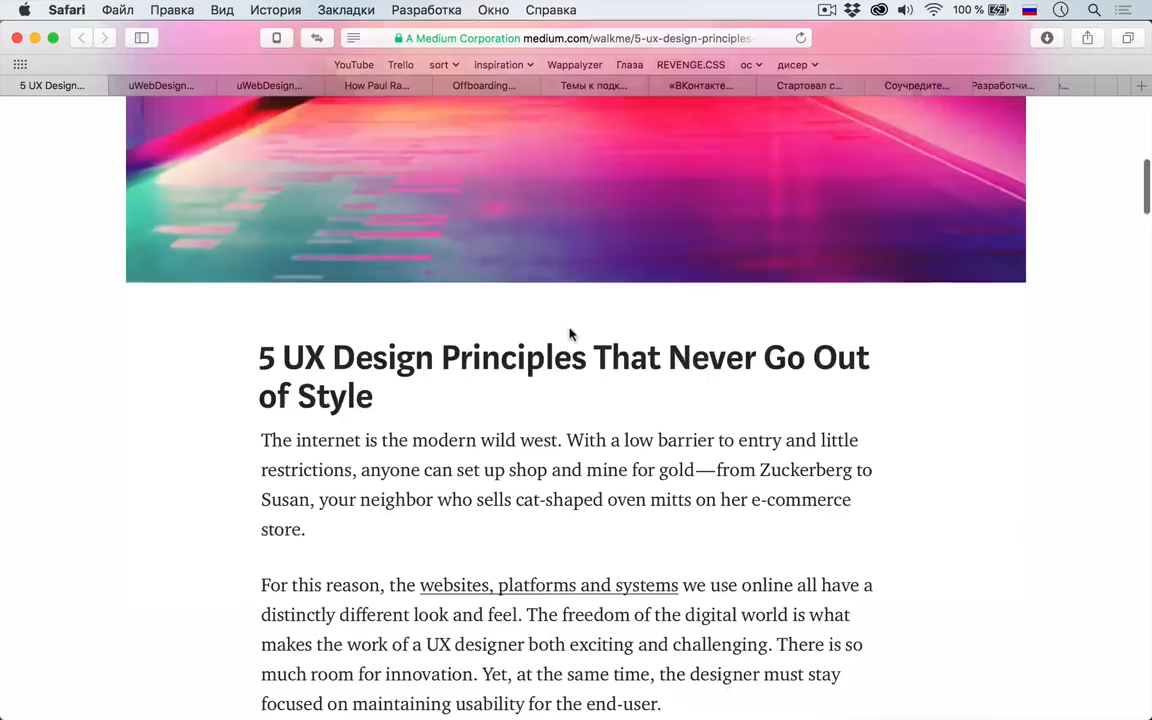 Safari Файл Правка Вид История Закладки Разработка Окно Справка 100 %
A Medium Corporation medium.com/walkme/5-ux-design-principles-
YouTube Trello sort inspiration Wappalyzer Глаза REVENGE.CSS ос дисер
5 UX Design... uWebDesign... uWebDesign... How Paul Ra... Offboarding... Темы к подк... «ВКонтакте... Стартовал с... Соучредите... Разработчи...
5 UX Design Principles That Never Go Out
of Style
The internet is the modern wild west. With a low barrier to entry and little
restrictions, anyone can set up shop and mine for gold—from Zuckerberg to
Susan, your neighbor who sells cat-shaped oven mitts on her e-commerce
store.
For this reason, the websites, platforms and systems we use online all have a
distinctly different look and feel. The freedom of the digital world is what
makes the work of a UX designer both exciting and challenging. There is so
much room for innovation. Yet, at the same time, the designer must stay
focused on maintaining usability for the end-user.